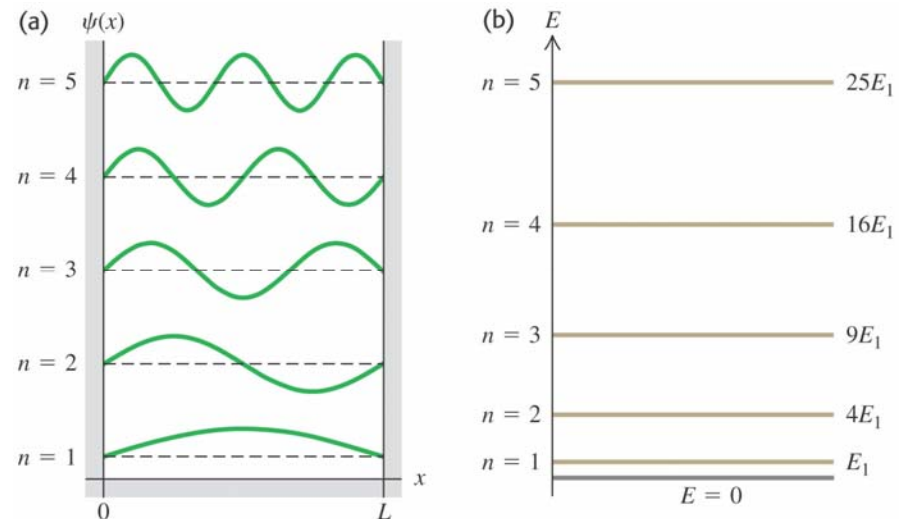 (a) ψ(x)
n = 5
n = 4
n = 3
n = 2
n = 1
x
0
L
(b) E
n = 5 25E₁
n = 4 16E₁
n = 3 9E₁
n = 2 4E₁
n = 1 E₁
E = 0